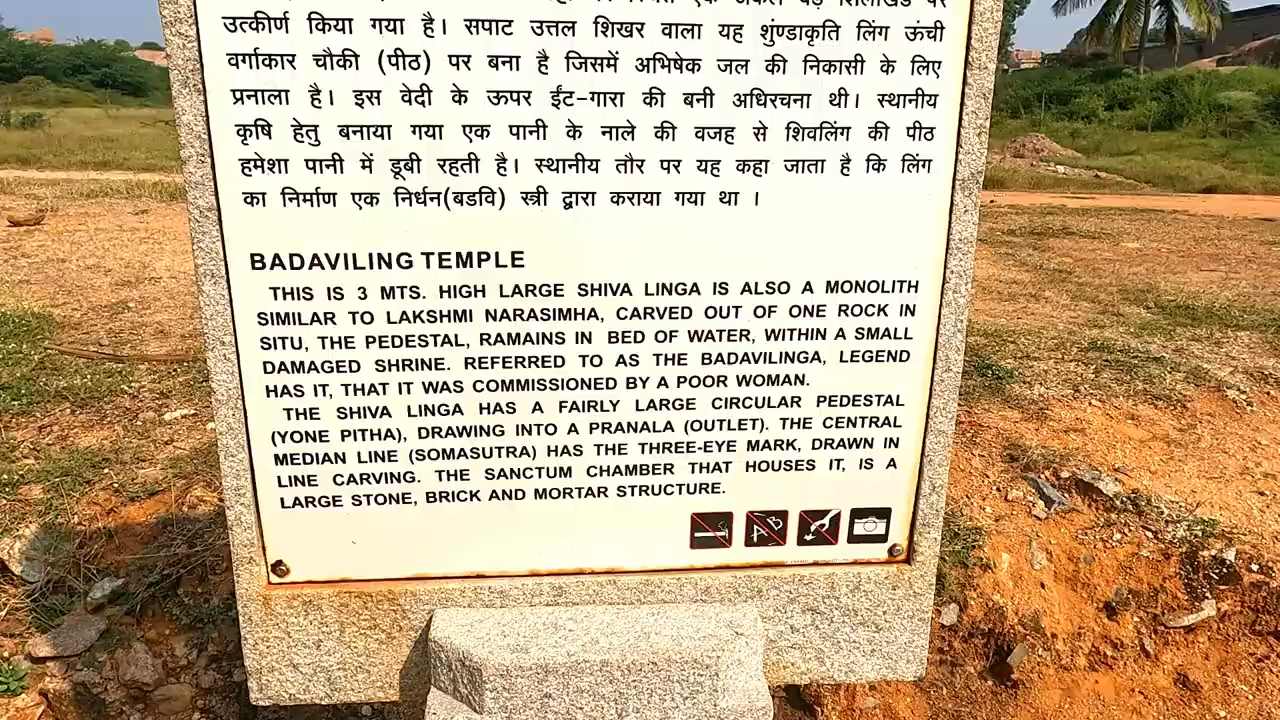 उत्कीर्ण किया गया है। सपाट उत्तल शिखर वाला यह शुंण्डाकृति लिंग ऊंची
वर्गाकार चौकी (पीठ) पर बना है जिसमें अभिषेक जल की निकासी के लिए
प्रनाला है। इस वेदी के ऊपर ईंट-गारा की बनी अधिरचना थी। स्थानीय
कृषि हेतु बनाया गया एक पानी के नाले की वजह से शिवलिंग की पीठ
हमेशा पानी में डूबी रहती है। स्थानीय तौर पर यह कहा जाता है कि लिंग
का निर्माण एक निर्धन(बडवि) स्त्री द्वारा कराया गया था ।
BADAVILING TEMPLE
THIS IS 3 MTS. HIGH LARGE SHIVA LINGA IS ALSO A MONOLITH
SIMILAR TO LAKSHMI NARASIMHA, CARVED OUT OF ONE ROCK IN
SITU, THE PEDESTAL, RAMAINS IN BED OF WATER, WITHIN A SMALL
DAMAGED SHRINE. REFERRED TO AS THE BADAVILINGA, LEGEND
HAS IT, THAT IT WAS COMMISSIONED BY A POOR WOMAN.
THE SHIVA LINGA HAS A FAIRLY LARGE CIRCULAR PEDESTAL
(YONE PITHA), DRAWING INTO A PRANALA (OUTLET). THE CENTRAL
MEDIAN LINE (SOMASUTRA) HAS THE THREE-EYE MARK, DRAWN IN
LINE CARVING. THE SANCTUM CHAMBER THAT HOUSES IT, IS A
LARGE STONE, BRICK AND MORTAR STRUCTURE.
AB